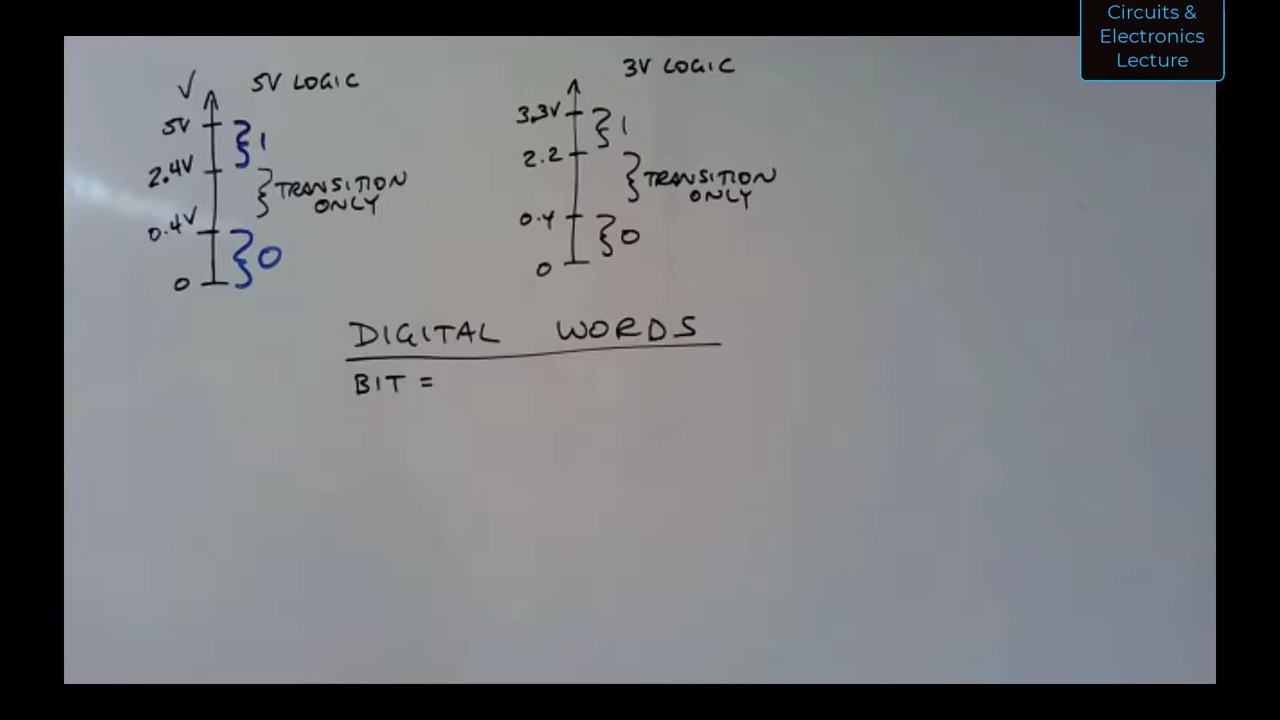 Circuits &
Electronics
Lecture
V 5V LOGIC
5V
2.4V
0.4V
0
1
TRANSITION
ONLY
0
3V LOGIC
3.3V
2.2
0.4
0
1
TRANSITION
ONLY
0
DIGITAL WORDS
BIT =